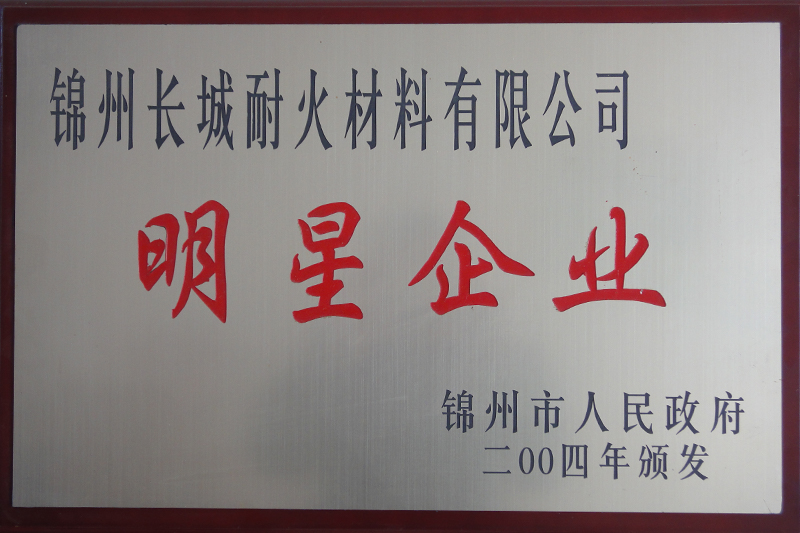 锦州长城耐火材料有限公司
明星企业
锦州市人民政府
二00四年颁发